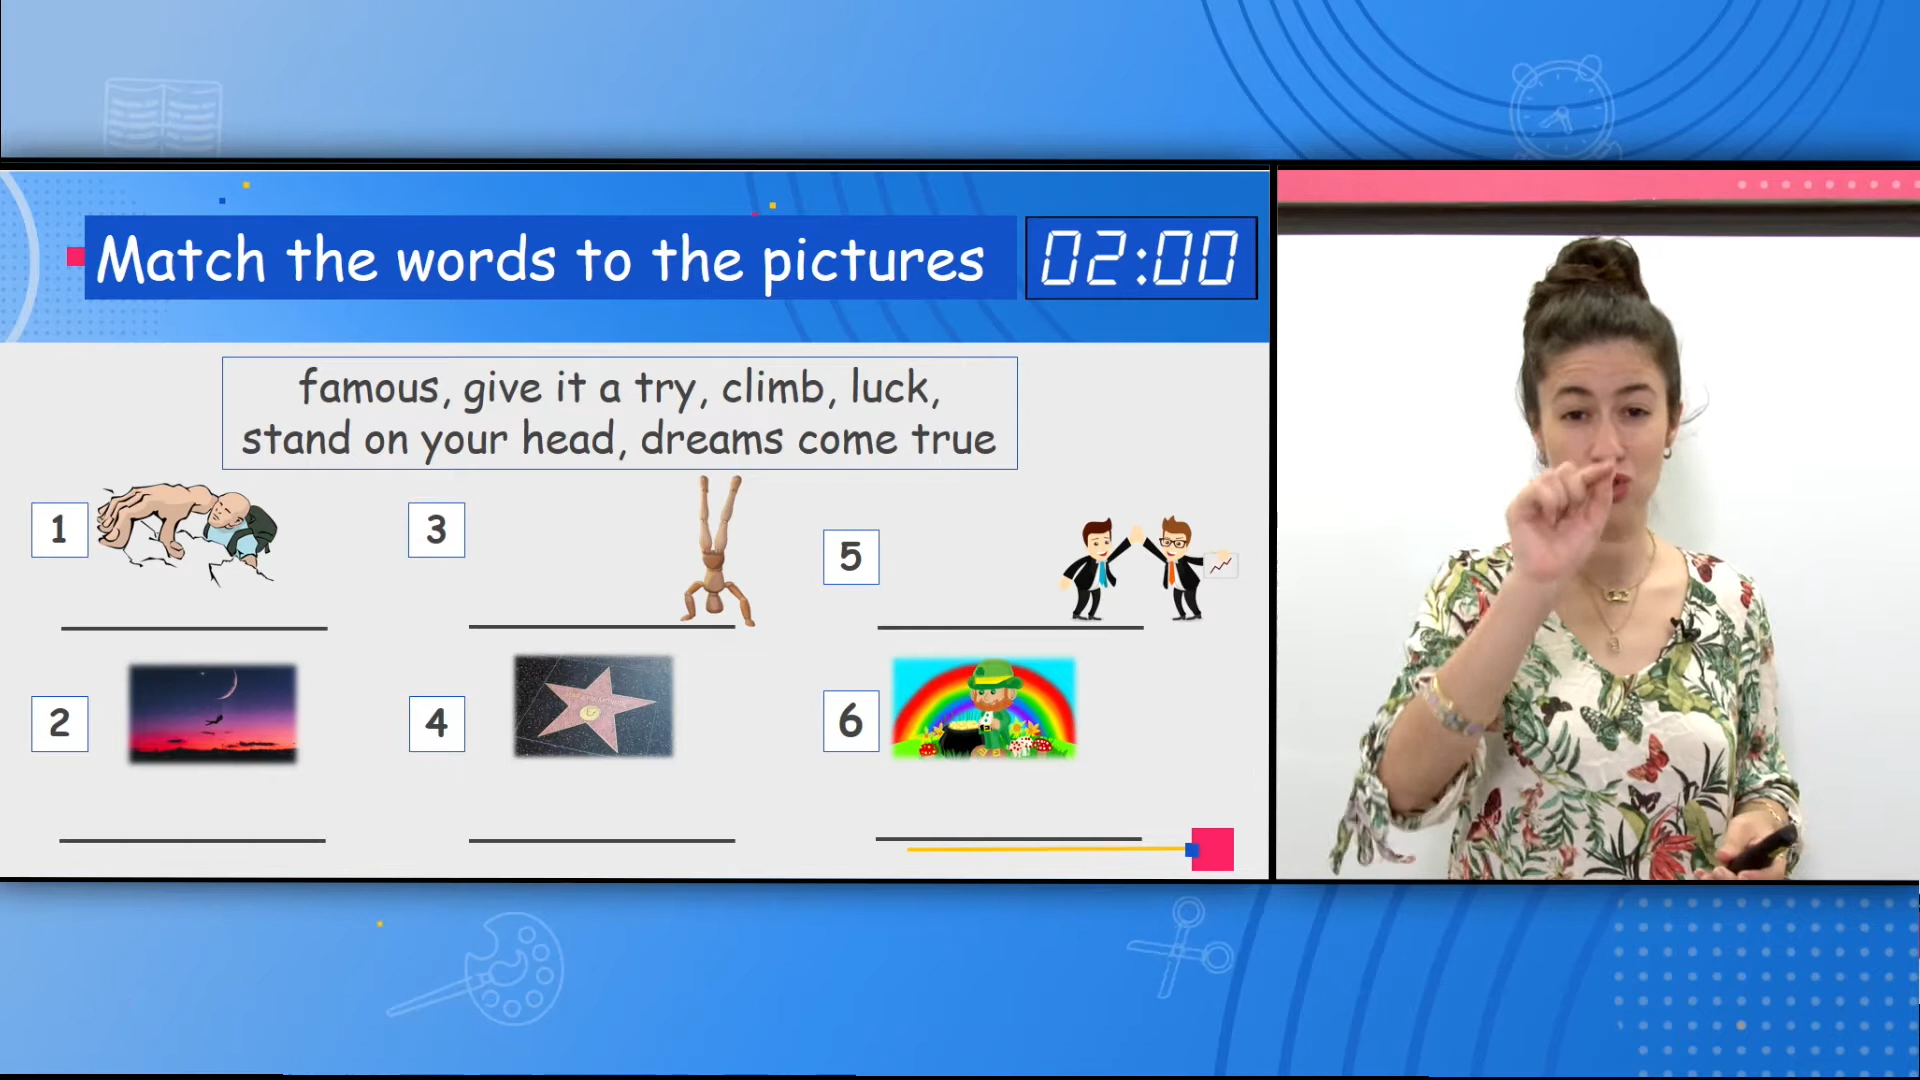 Match the words to the pictures
02:00
famous, give it a try, climb, luck,
stand on your head, dreams come true
1
3
5
2
4
6